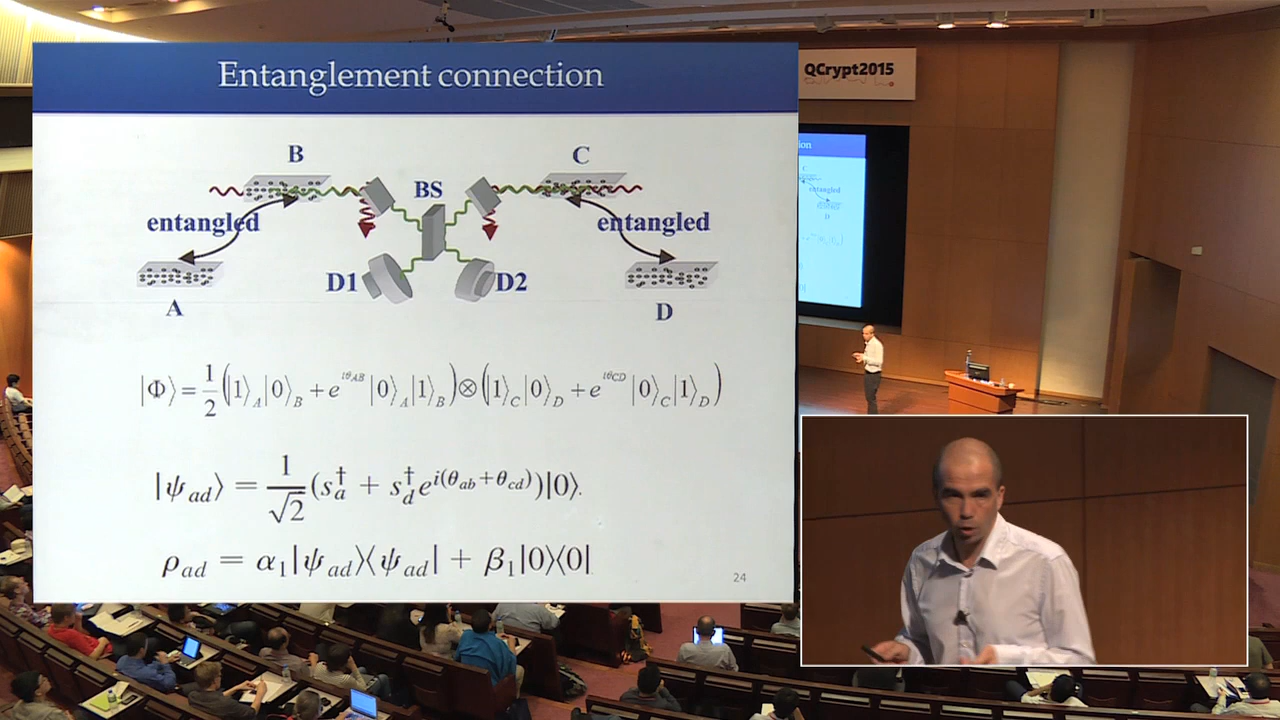 Entanglement connection
QCrypt2015
B
C
BS
entangled
entangled
D1
D2
A
D
|Φ⟩ = 1/2 (|1⟩_A|0⟩_B + e^{iθ_AB}|0⟩_A|1⟩_B) ⊗ (|1⟩_C|0⟩_D + e^{iθ_CD}|0⟩_C|1⟩_D)
|ψ_ad⟩ = 1/√2 (s_a^† + s_d^† e^{i(θ_ab+θ_cd)})|0⟩.
ρ_ad = α_1|ψ_ad⟩⟨ψ_ad| + β_1|0⟩⟨0|
24
entangled
D